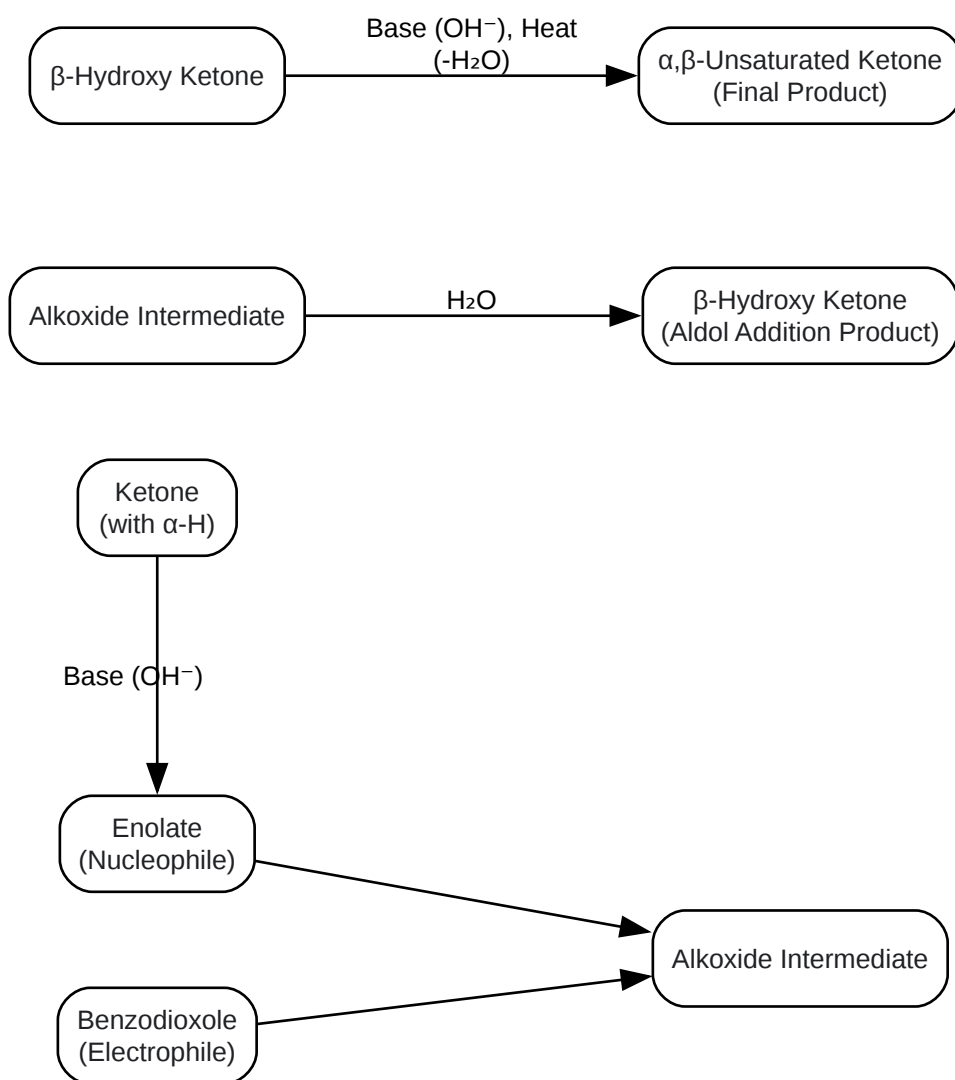 Base (OH⁻), Heat
(-H₂O)
β-Hydroxy Ketone
α,β-Unsaturated Ketone
(Final Product)
H₂O
Alkoxide Intermediate
β-Hydroxy Ketone
(Aldol Addition Product)
Ketone
(with α-H)
Base (OH⁻)
Enolate
(Nucleophile)
Alkoxide Intermediate
Benzodioxole
(Electrophile)